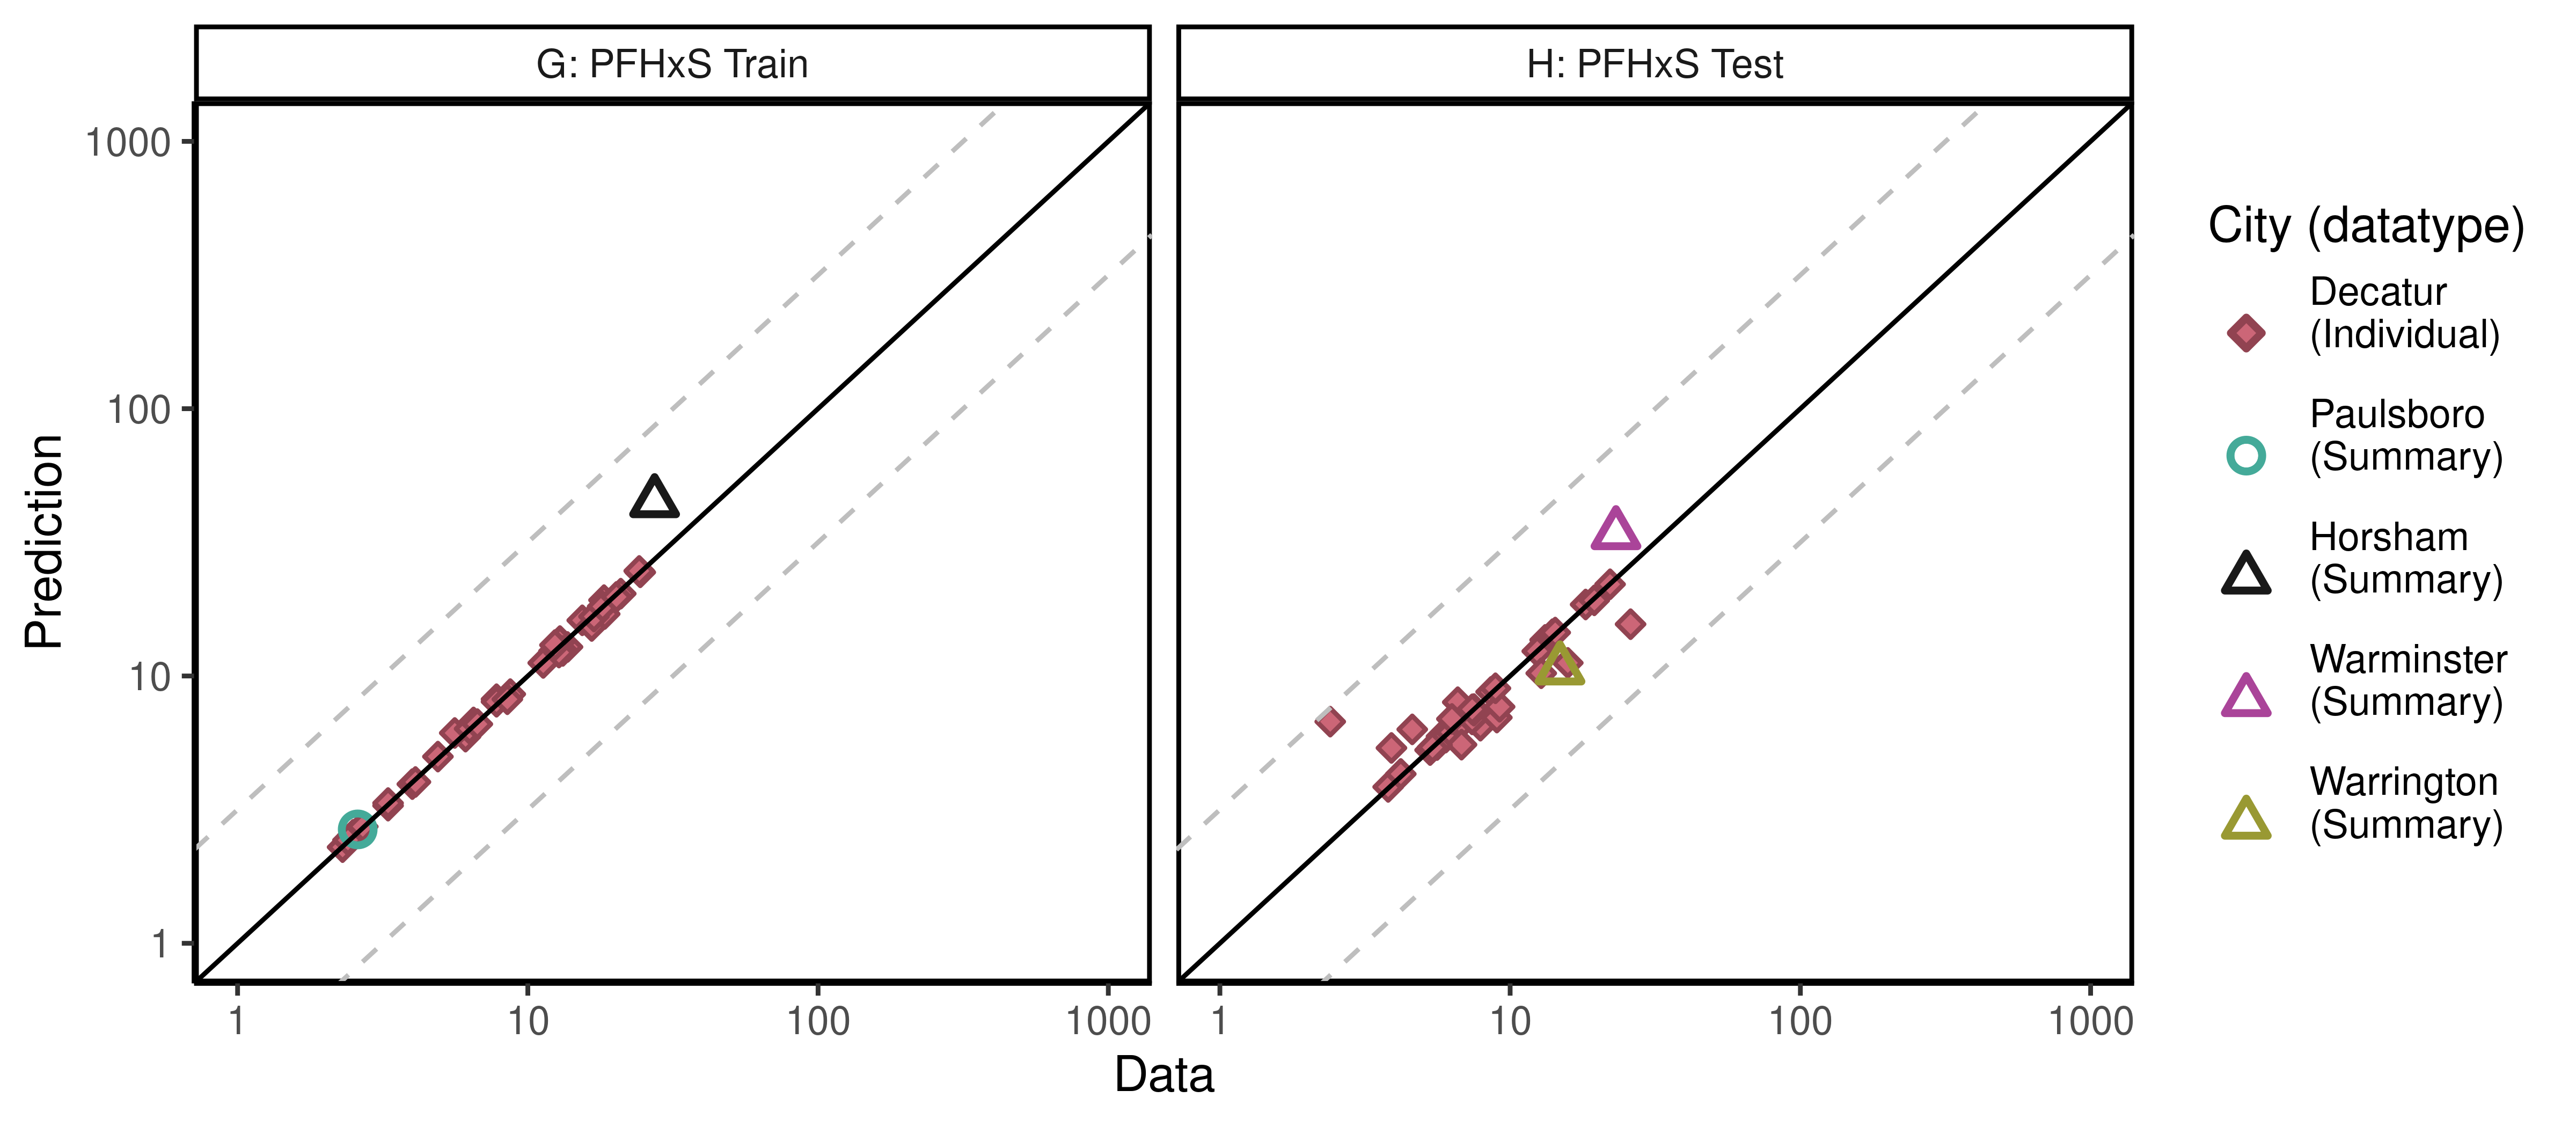 G: PFHxS Train
H: PFHxS Test
1000
100
10
1
Prediction
1
10
100
1000
1
10
100
1000
Data
City (datatype)
Decatur
(Individual)
Paulsboro
(Summary)
Horsham
(Summary)
Warminster
(Summary)
Warrington
(Summary)